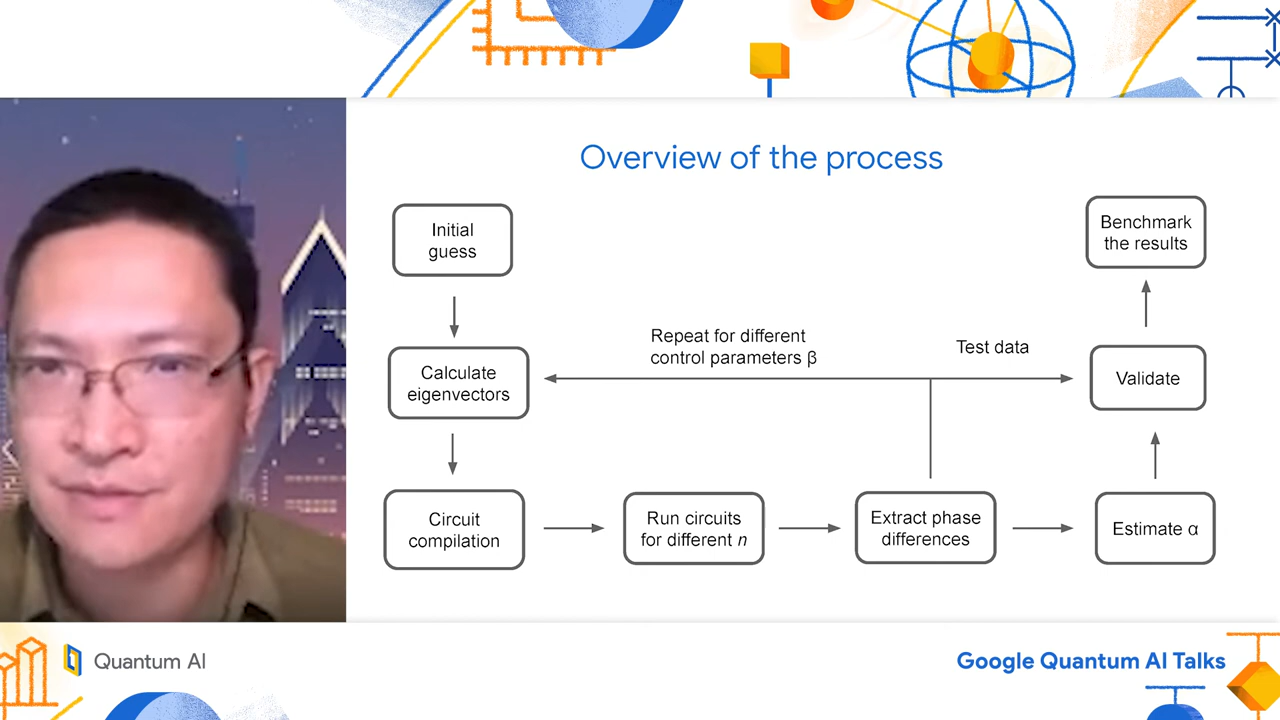 Overview of the process
Initial
guess
Benchmark
the results
Repeat for different
control parameters β
Test data
Calculate
eigenvectors
Validate
Circuit
compilation
Run circuits
for different n
Extract phase
differences
Estimate α
Quantum AI
Google Quantum AI Talks